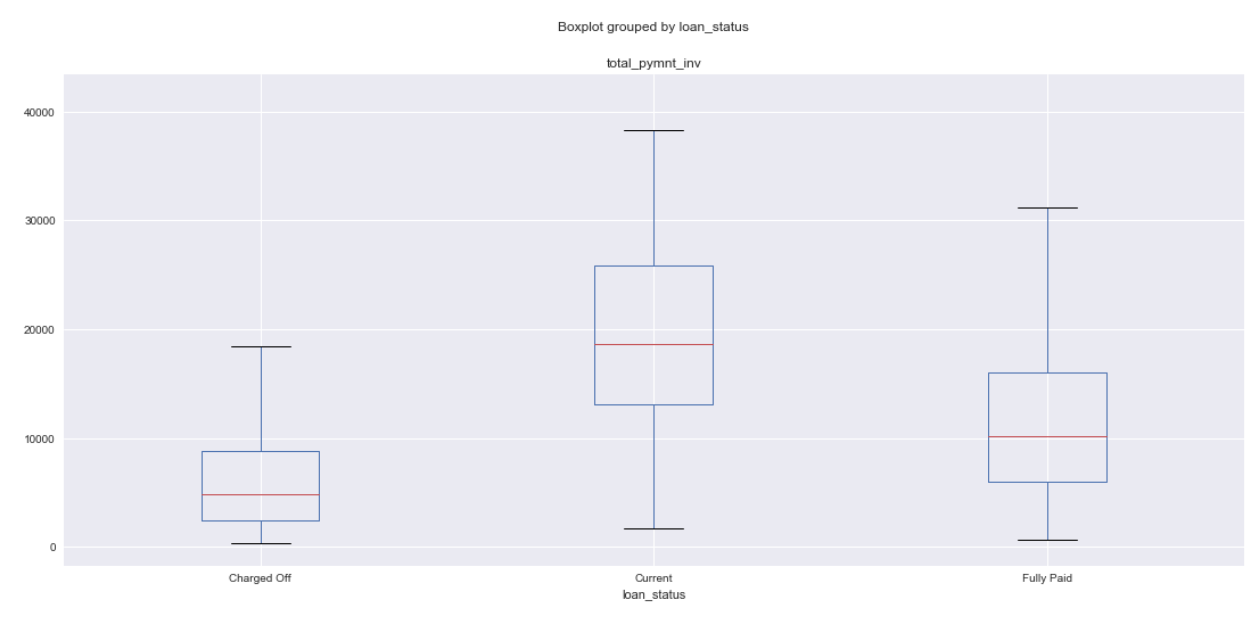 Boxplot grouped by loan_status
total_pymnt_inv
40000
30000
20000
10000
0
Charged Off Current Fully Paid
loan_status